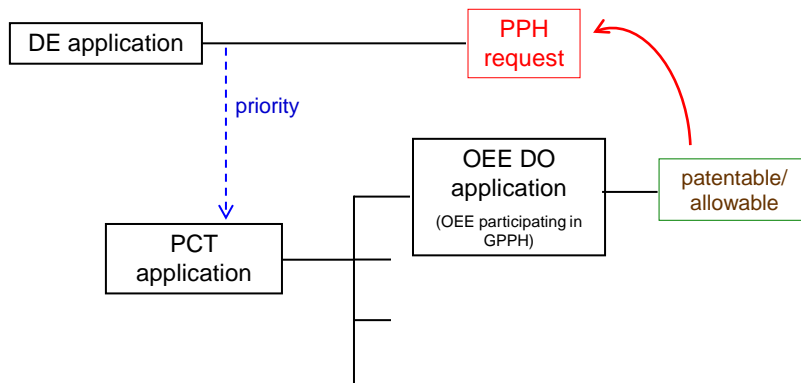 DE application
PPH
request
priority
OEE DO
application
(OEE participating in
GPPH)
patentable/
allowable
PCT
application